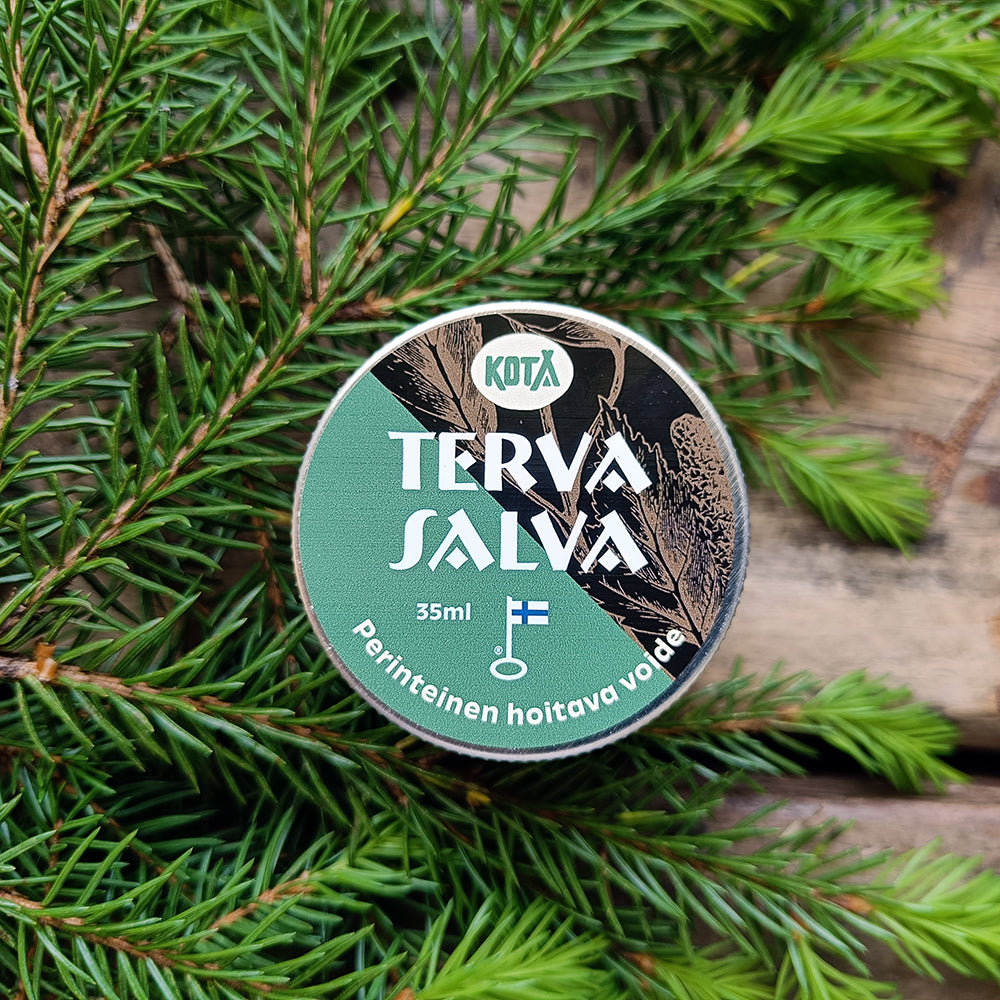 KOTA
TERVA
SALVA
35ml
®
Perinteinen hoitava voide